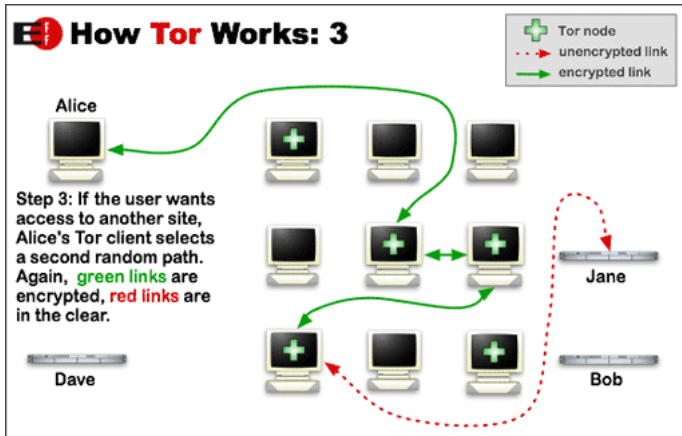 EFF How Tor Works: 3
Tor node
unencrypted link
encrypted link
Alice
Step 3: If the user wants
access to another site,
Alice's Tor client selects
a second random path.
Again, green links are
encrypted, red links are
in the clear.
Jane
Dave
Bob